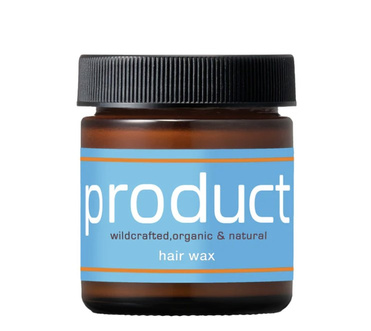 product
wildcrafted,organic & natural
hair wax